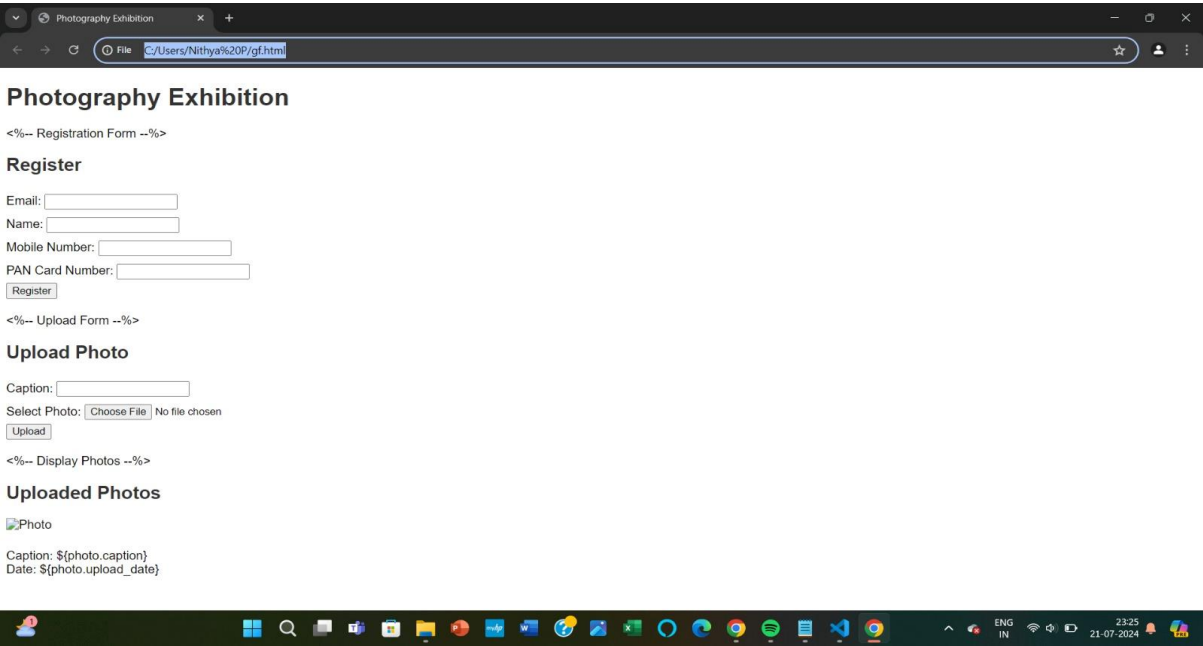 Photography Exhibition
File C:/Users/Nithya%20P/gf.html
Photography Exhibition
<%-- Registration Form --%>
Register
Email:
Name:
Mobile Number:
PAN Card Number:
Register
<%-- Upload Form --%>
Upload Photo
Caption:
Select Photo: Choose File No file chosen
Upload
<%-- Display Photos --%>
Uploaded Photos
Photo
Caption: ${photo.caption}
Date: ${photo.upload_date}
1
ENG 23:25
IN 21-07-2024